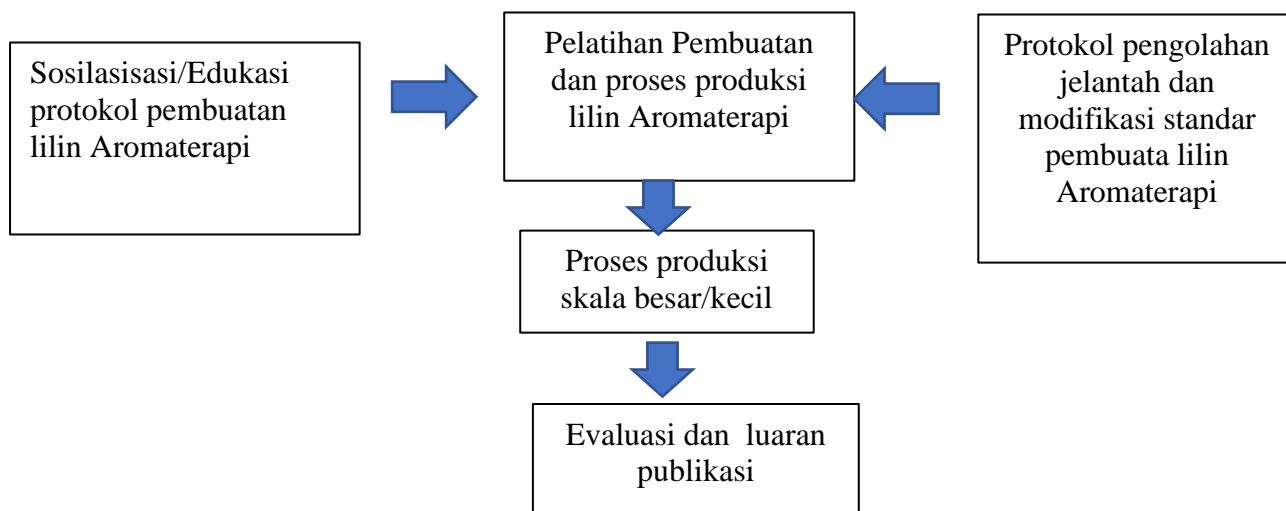 Sosilasisasi/Edukasi
protokol pembuatan
lilin Aromaterapi
Pelatihan Pembuatan
dan proses produksi
lilin Aromaterapi
Protokol pengolahan
jelantah dan
modifikasi standar
pembuata lilin
Aromaterapi
Proses produksi
skala besar/kecil
Evaluasi dan luaran
publikasi